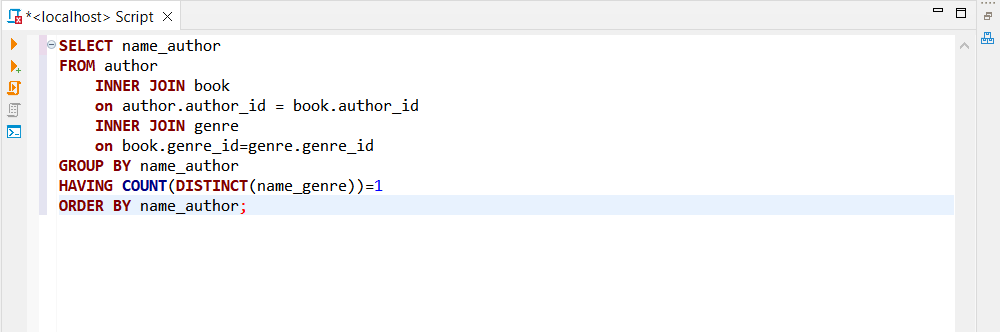 *<localhost> Script
SELECT name_author
FROM author
    INNER JOIN book
    on author.author_id = book.author_id
    INNER JOIN genre
    on book.genre_id=genre.genre_id
GROUP BY name_author
HAVING COUNT(DISTINCT(name_genre))=1
ORDER BY name_author;